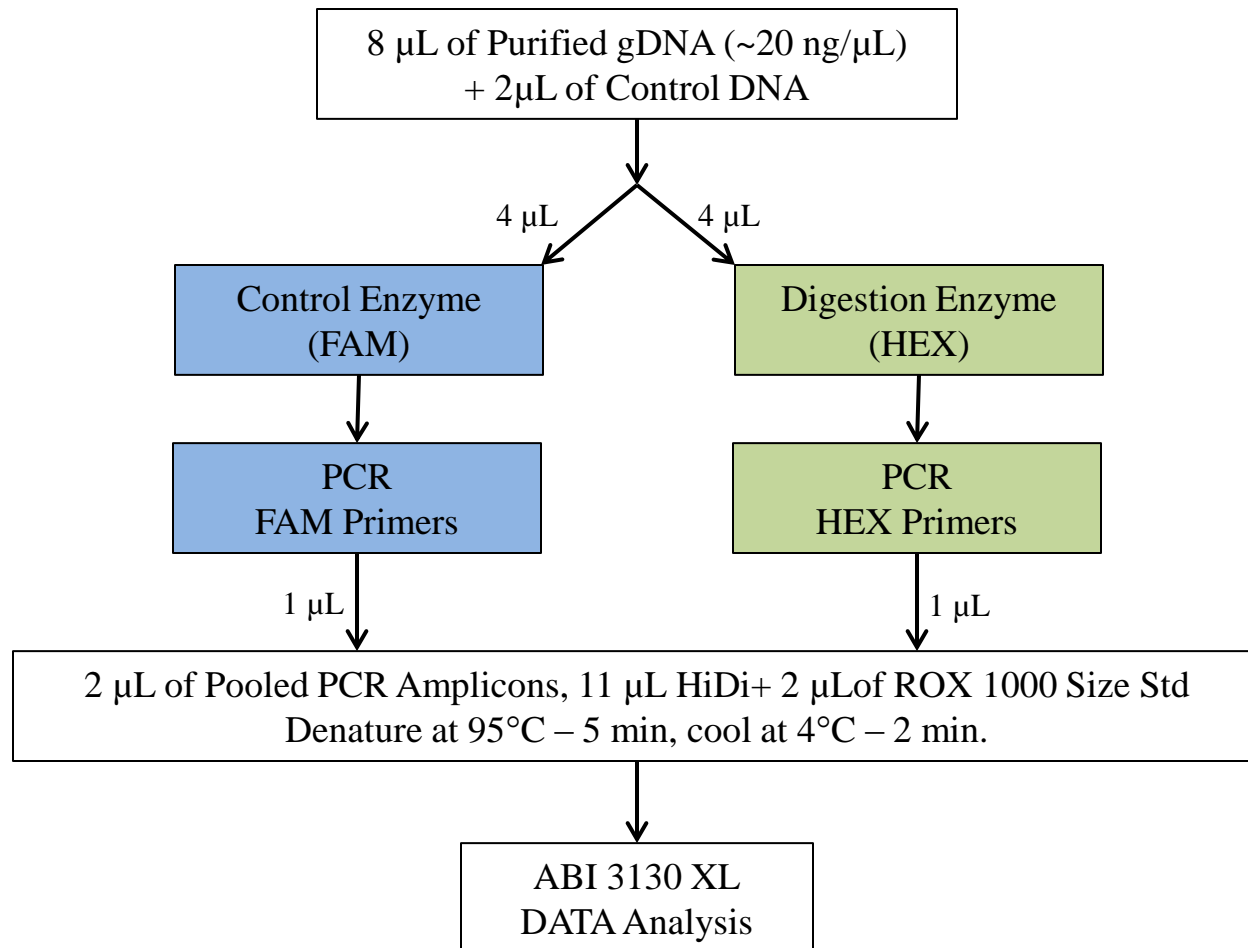 8 μL of Purified gDNA (~20 ng/μL)
+ 2μL of Control DNA
4 μL
4 μL
Control Enzyme
(FAM)
Digestion Enzyme
(HEX)
PCR
FAM Primers
PCR
HEX Primers
1 μL
1 μL
2 μL of Pooled PCR Amplicons, 11 μL HiDi+ 2 μLof ROX 1000 Size Std
Denature at 95°C – 5 min, cool at 4°C – 2 min.
ABI 3130 XL
DATA Analysis